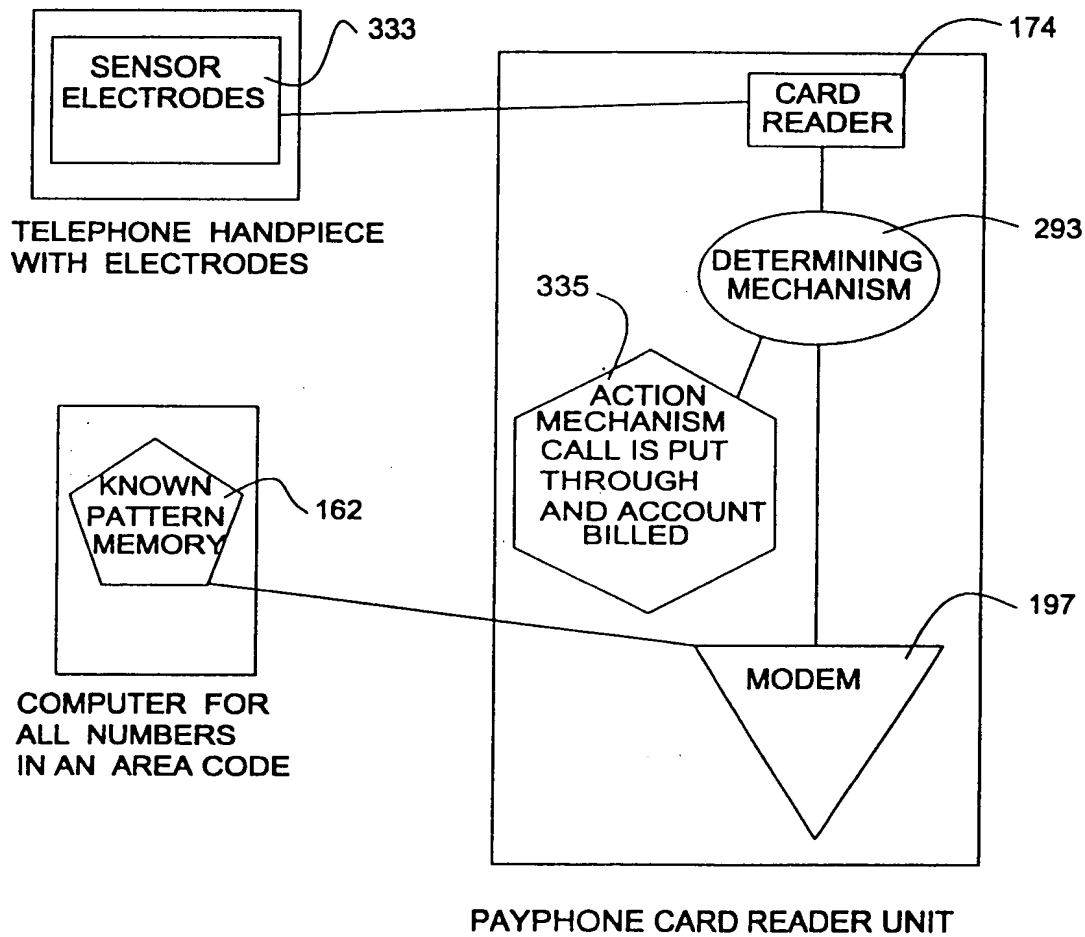 333
SENSOR
ELECTRODES
TELEPHONE HANDPIECE
WITH ELECTRODES
174
CARD
READER
293
DETERMINING
MECHANISM
335
ACTION
MECHANISM
CALL IS PUT
THROUGH
AND ACCOUNT
BILLED
KNOWN
PATTERN
MEMORY
162
COMPUTER FOR
ALL NUMBERS
IN AN AREA CODE
197
MODEM
PAYPHONE CARD READER UNIT